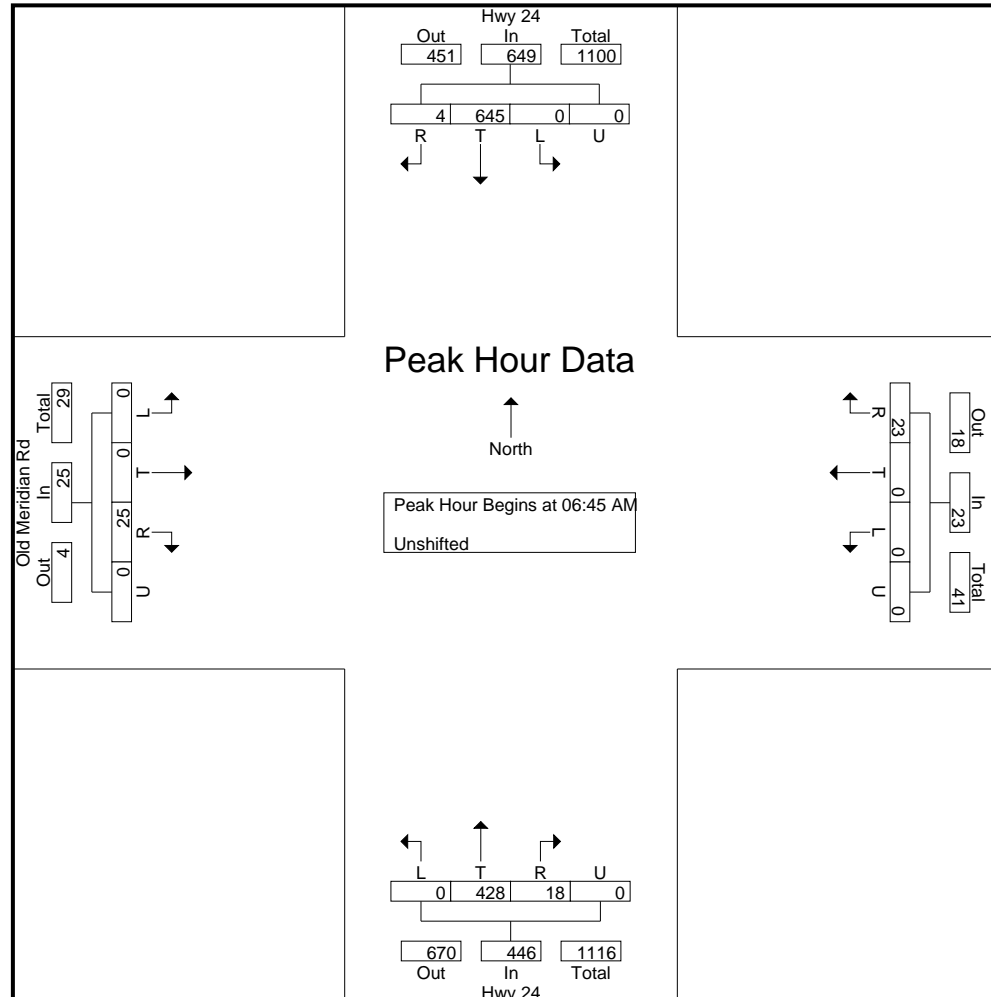 Hwy 24
Out In Total
451 649 1100
4 645 0 0
R T L U
Peak Hour Data
North
Peak Hour Begins at 06:45 AM
Unshifted
Old Meridian Rd
Total In Out
29 25 4
0 0 25 0
L T R U
R T L U
23 0 0 0
Out In Total
18 23 41
L T R U
0 428 18 0
670 446 1116
Out In Total
Hwy 24